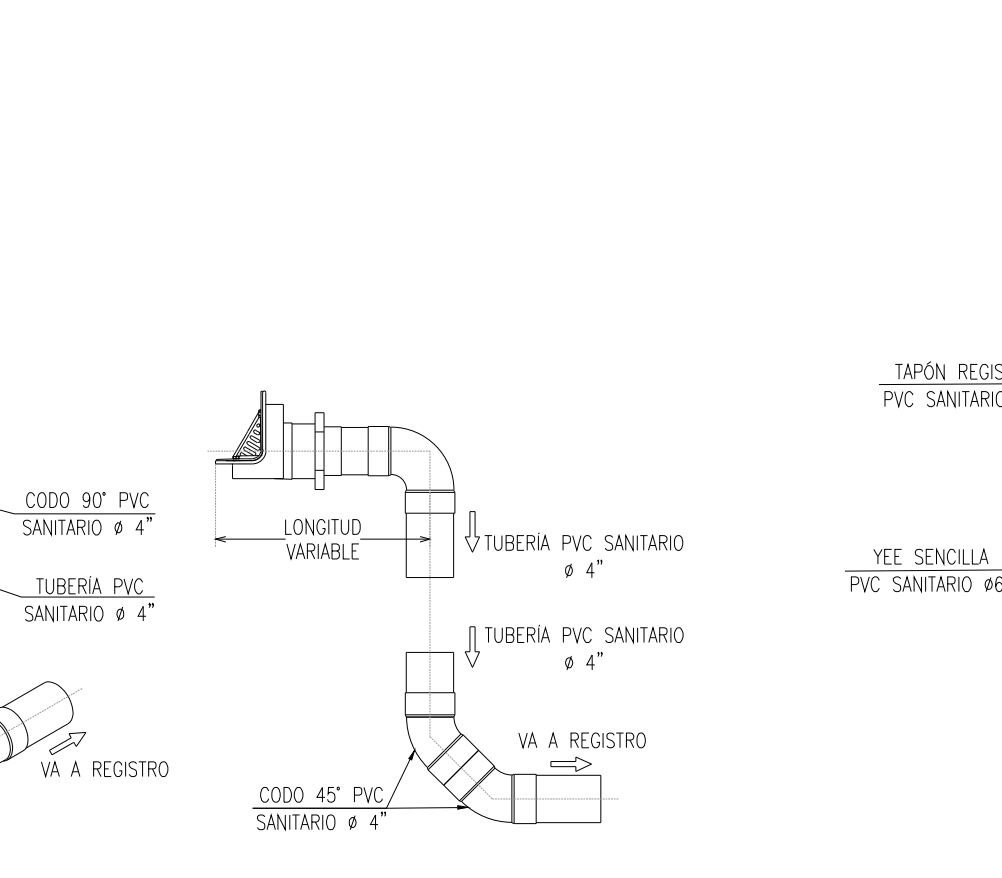 TAPÓN REGIS
PVC SANITARIO
CODO 90° PVC
SANITARIO ø 4"
LONGITUD
VARIABLE
TUBERÍA PVC SANITARIO
ø 4"
YEE SENCILLA
PVC SANITARIO ø6
TUBERÍA PVC
SANITARIO ø 4"
TUBERÍA PVC SANITARIO
ø 4"
VA A REGISTRO
VA A REGISTRO
CODO 45° PVC
SANITARIO ø 4"